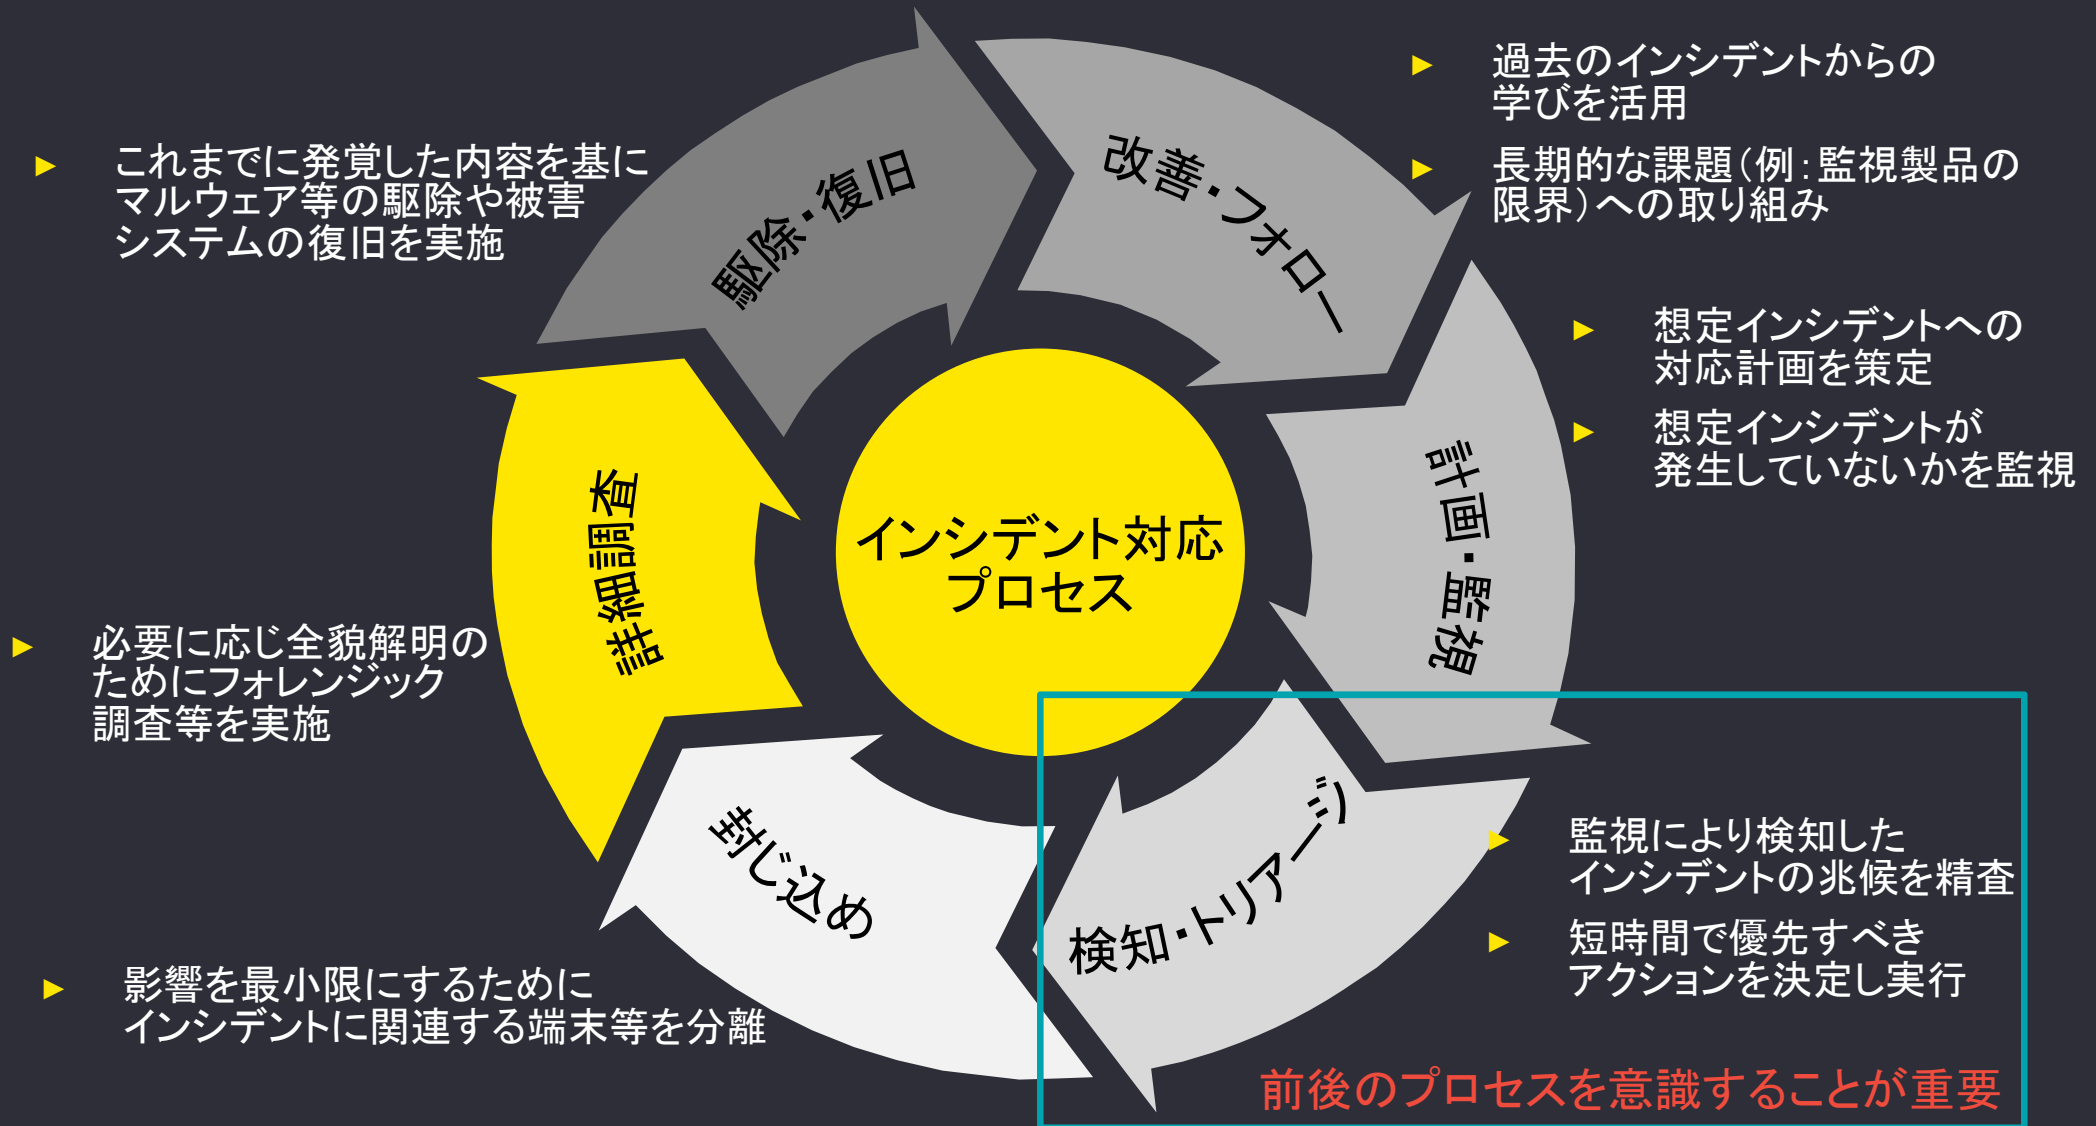 インシデント対応
プロセス
改善・フォロー
過去のインシデントからの
学びを活用
長期的な課題（例：監視製品の
限界）への取り組み
計画・監視
想定インシデントへの
対応計画を策定
想定インシデントが
発生していないかを監視
検知・トリアージ
監視により検知した
インシデントの兆候を精査
短時間で優先すべき
アクションを決定し実行
前後のプロセスを意識することが重要
封じ込め
影響を最小限にするために
インシデントに関連する端末等を分離
詳細調査
必要に応じ全貌解明の
ためにフォレンジック
調査等を実施
駆除・復旧
これまでに発覚した内容を基に
マルウェア等の駆除や被害
システムの復旧を実施